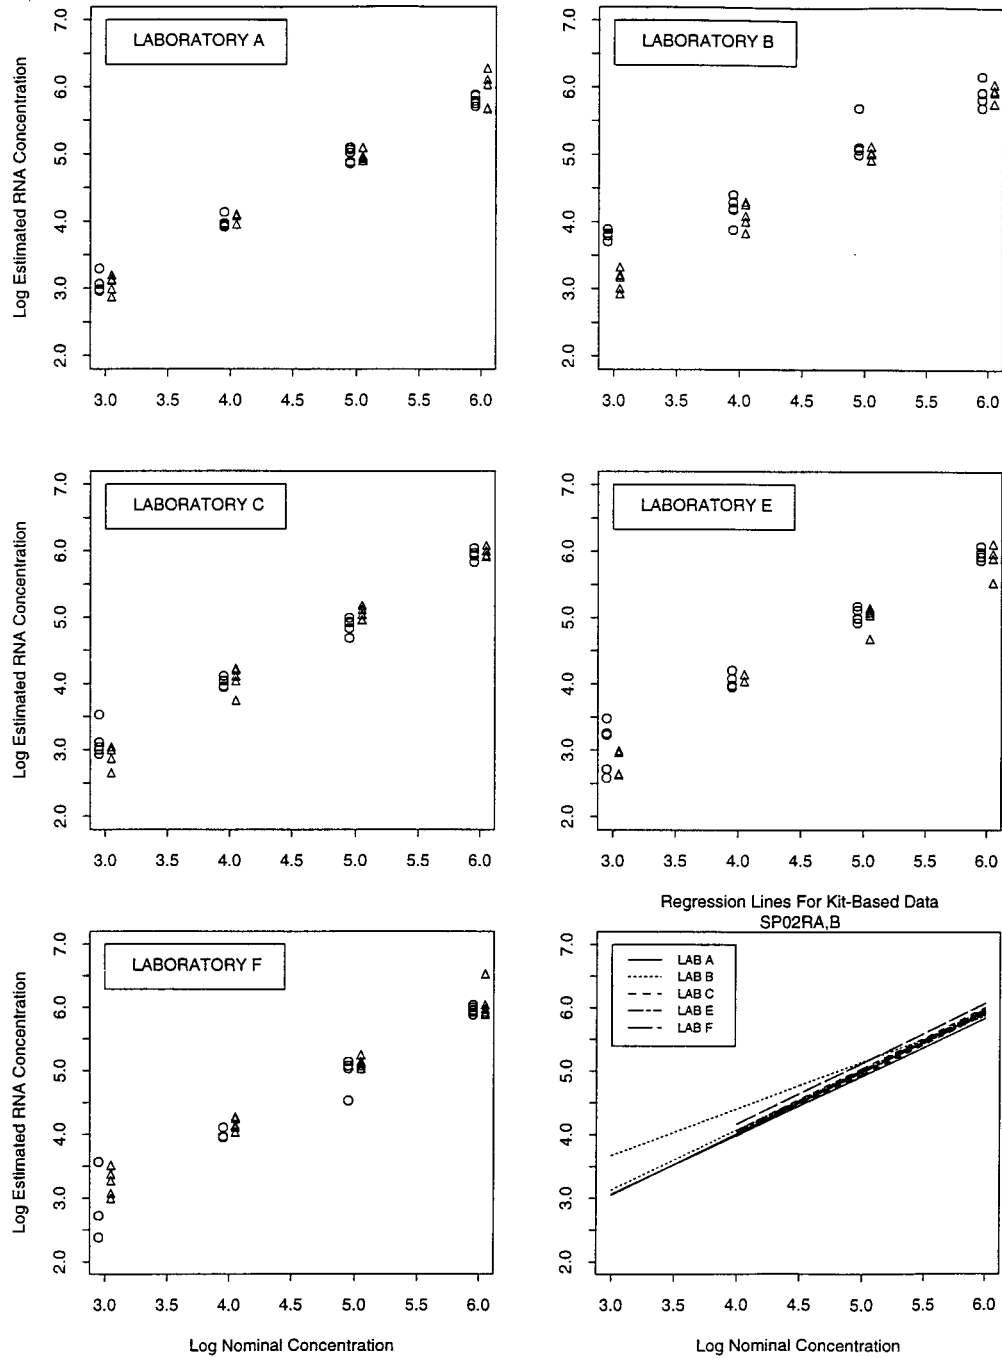 LABORATORY A
Log Estimated RNA Concentration
7.0
6.0
5.0
4.0
3.0
2.0
3.0 3.5 4.0 4.5 5.0 5.5 6.0
LABORATORY B
7.0
6.0
5.0
4.0
3.0
2.0
3.0 3.5 4.0 4.5 5.0 5.5 6.0
LABORATORY C
Log Estimated RNA Concentration
7.0
6.0
5.0
4.0
3.0
2.0
3.0 3.5 4.0 4.5 5.0 5.5 6.0
LABORATORY E
7.0
6.0
5.0
4.0
3.0
2.0
3.0 3.5 4.0 4.5 5.0 5.5 6.0
LABORATORY F
Log Estimated RNA Concentration
7.0
6.0
5.0
4.0
3.0
2.0
3.0 3.5 4.0 4.5 5.0 5.5 6.0
Log Nominal Concentration
Regression Lines For Kit-Based Data
SP02RA,B
LAB A
LAB B
LAB C
LAB E
LAB F
7.0
6.0
5.0
4.0
3.0
2.0
3.0 3.5 4.0 4.5 5.0 5.5 6.0
Log Nominal Concentration